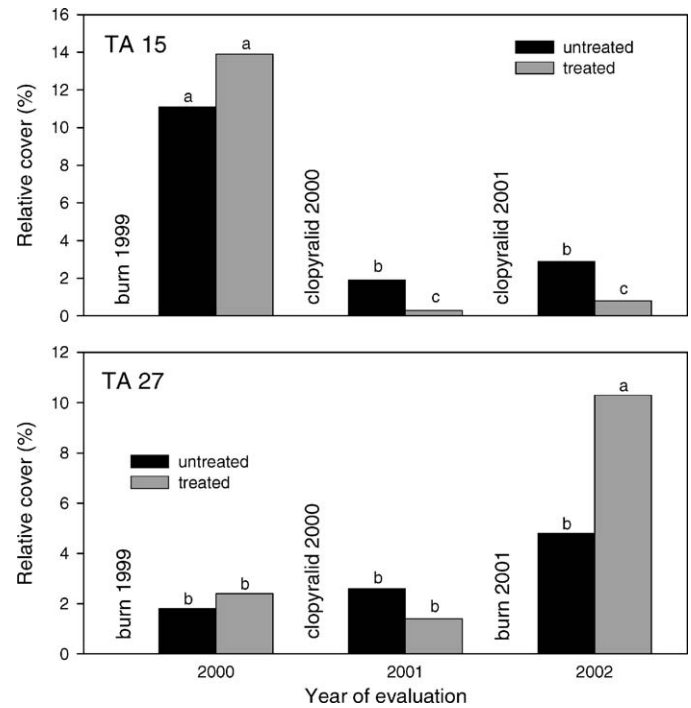 16
14
12
10
8
6
4
2
0
Relative cover (%)
TA 15
untreated
treated
burn 1999
clopyralid 2000
clopyralid 2001
a
a
b
c
b
c
12
10
8
6
4
2
0
Relative cover (%)
TA 27
untreated
treated
burn 1999
clopyralid 2000
burn 2001
b
b
b
b
b
a
2000
2001
2002
Year of evaluation